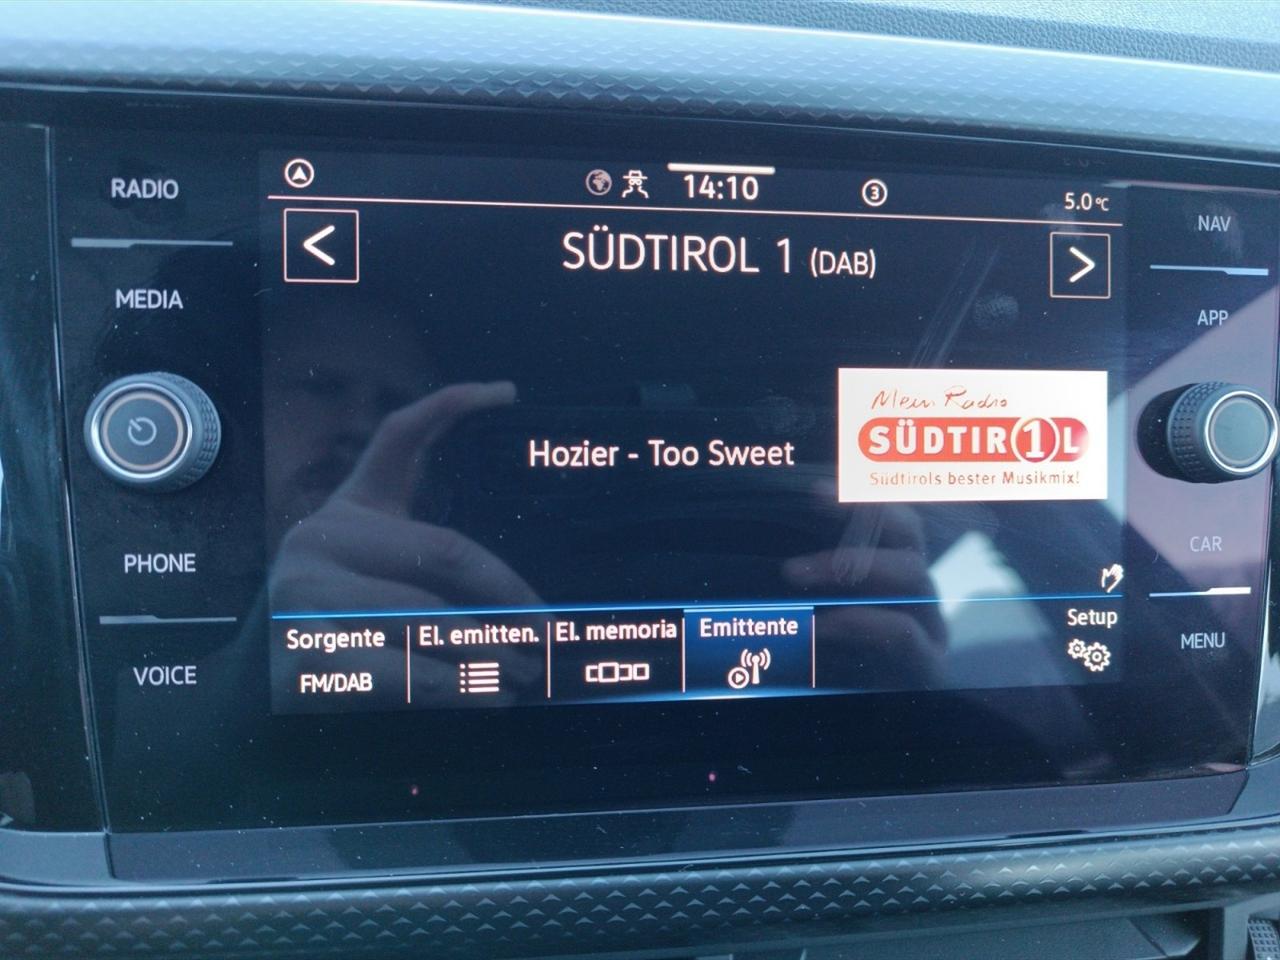 RADIO
MEDIA
PHONE
VOICE
14:10
3
5.0°C
<
SÜDTIROL 1 (DAB)
>
Hozier - Too Sweet
Mein Radio
SÜDTIR1L
Südtirols bester Musikmix!
Sorgente
FM/DAB
El. emitten.
El. memoria
Emittente
Setup
NAV
APP
CAR
MENU